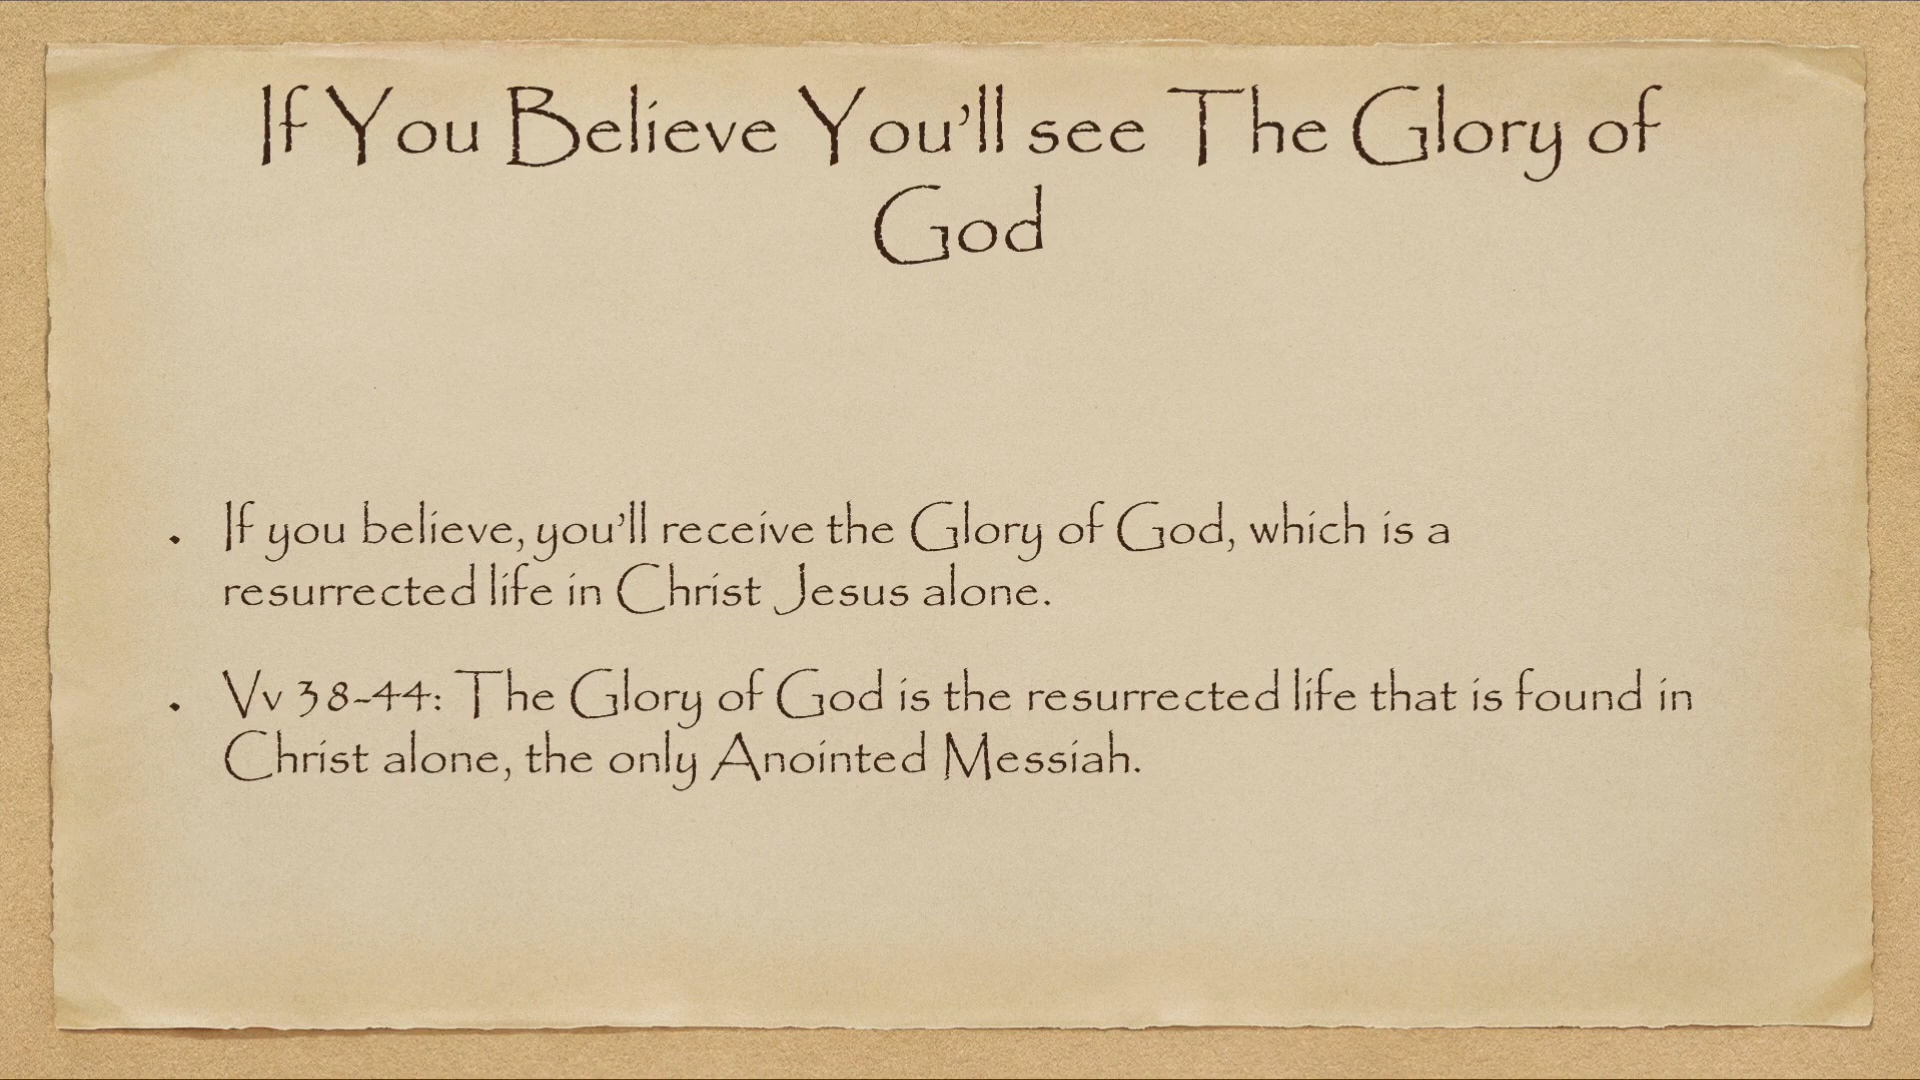 If You Believe You’ll see The Glory of
God
. If you believe, you’ll receive the Glory of God, which is a
resurrected life in Christ Jesus alone.
. Vv 38-44: The Glory of God is the resurrected life that is found in
Christ alone, the only Anointed Messiah.